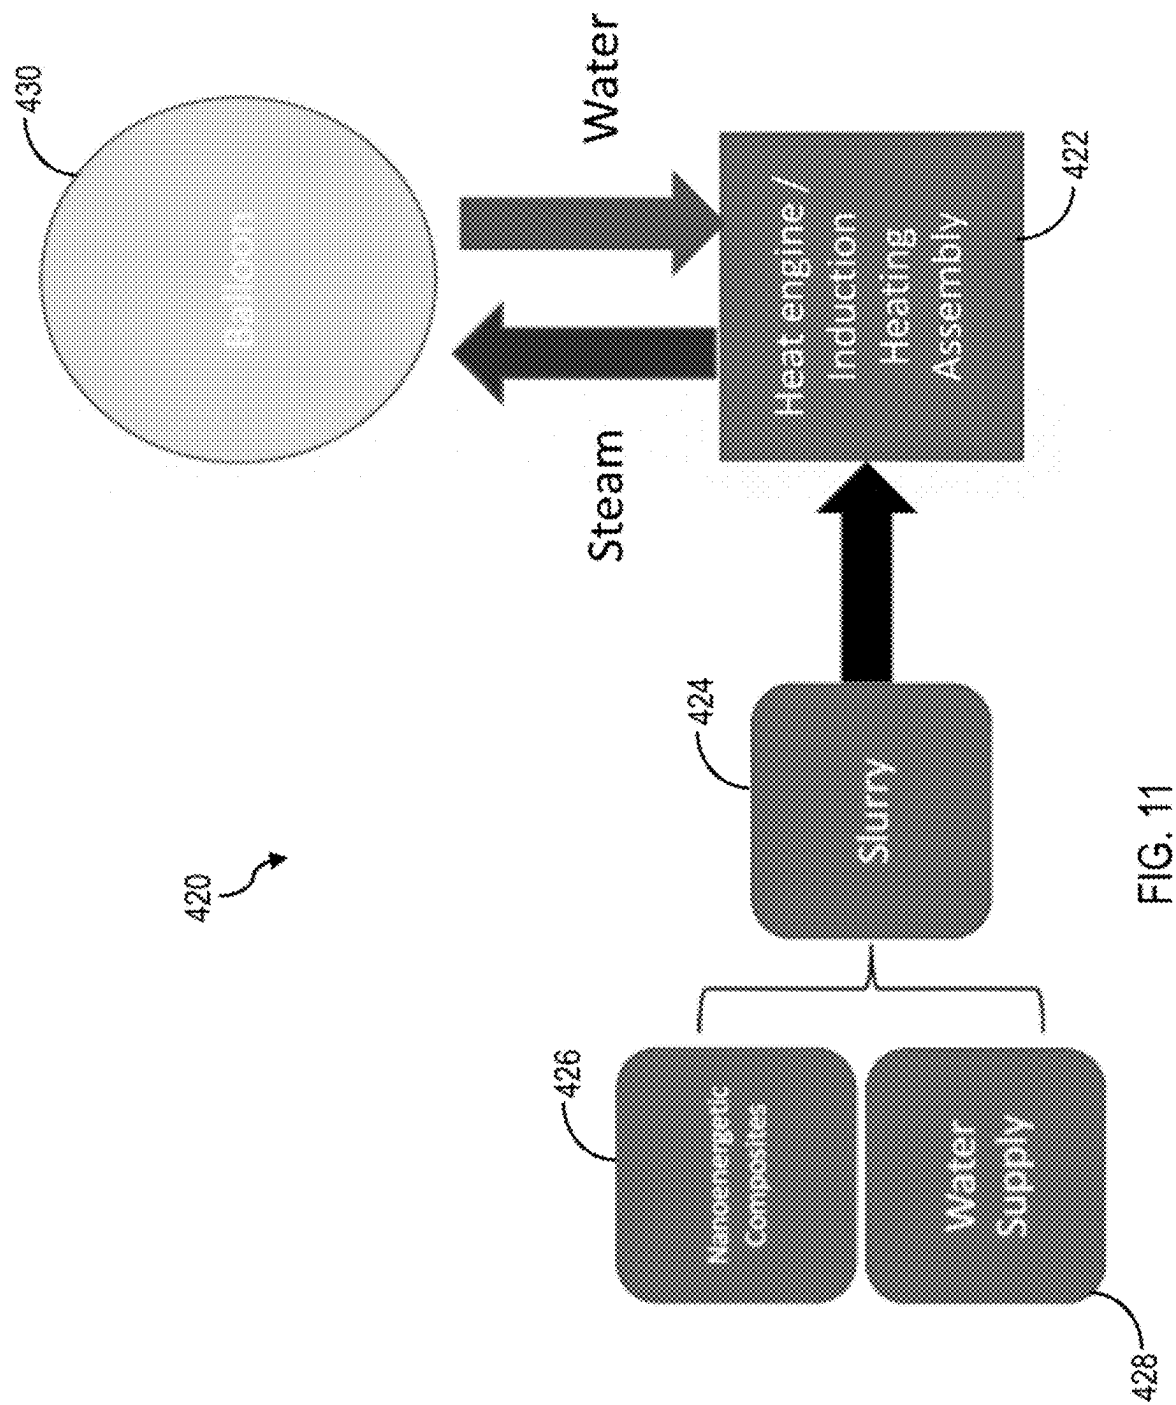 420
430
Balloon
Steam
Water
Heat engine /
Induction
Heating
Assembly
422
424
Slurry
426
Nanoenergetic
Composites
Water
Supply
428
FIG. 11